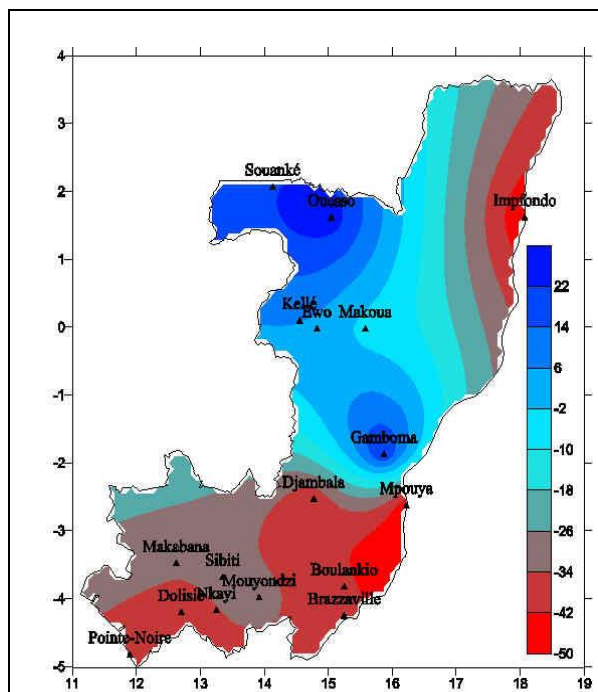 4
3
Souanké
2
Ouesso
Impfondo
1
22
Kellé
Ewo
Makoua
14
0
6
-1
-2
Gamboma
-10
-2
Djambala
Mpouya
-18
-3
-26
Makabana
Sibiti
Mouyondzi
Boulankio
-34
-4
Dolisie
Nkayi
Brazzaville
-42
Pointe-Noire
-50
-5
11 12 13 14 15 16 17 18 19